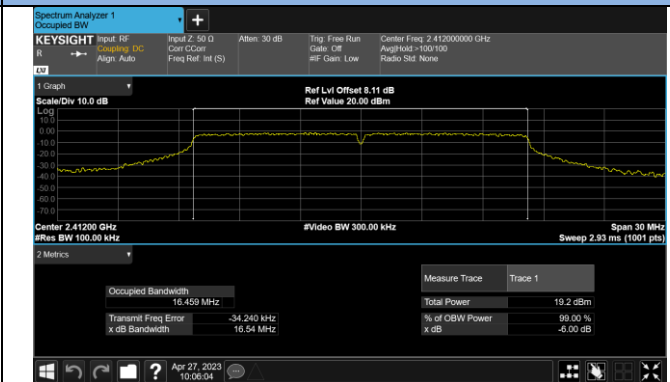 Spectrum Analyzer 1
Occupied BW
+
KEYSIGHT Input: RF Input Z: 50 Ω Atten: 30 dB Trig: Free Run Center Freq: 2.412000000 GHz
R Coupling: DC Corr CCorr Gate: Off Avg|Hold:>100/100
Align: Auto Freq Ref: Int (S) #IF Gain: Low Radio Std: None
1 Graph
Ref Lvl Offset 8.11 dB
Scale/Div 10.0 dB Ref Value 20.00 dBm
Log
10.0
0.00
-10.0
-20.0
-30.0
-40.0
-50.0
-60.0
-70.0
Center 2.41200 GHz #Video BW 300.00 kHz Span 30 MHz
#Res BW 100.00 kHz Sweep 2.93 ms (1001 pts)
2 Metrics
Measure Trace Trace 1
Occupied Bandwidth
16.459 MHz Total Power 19.2 dBm
Transmit Freq Error -34.240 kHz % of OBW Power 99.00 %
x dB Bandwidth 16.54 MHz x dB -6.00 dB
? Apr 27, 2023
10:06:04